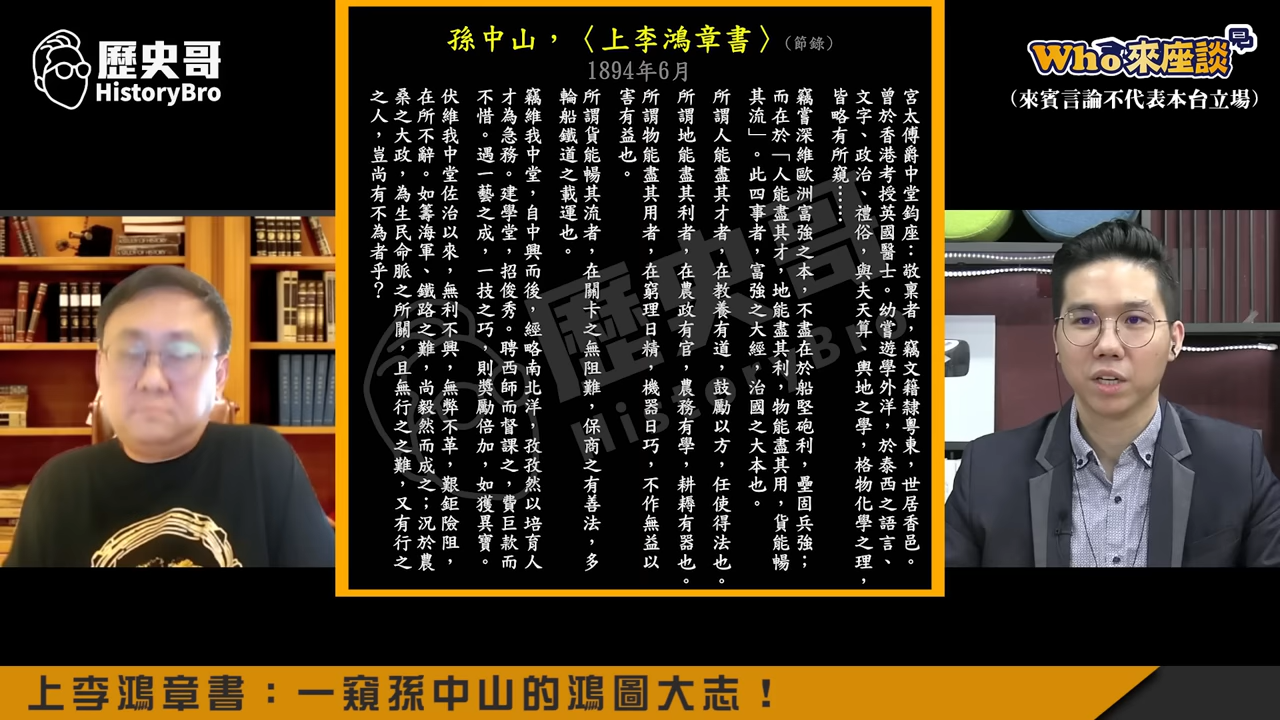 歷史哥
HistoryBro
孫中山，〈上李鴻章書〉（節錄）
1894年6月
宮太傅爵中堂鈞座：敬稟者，竊文籍隸粵東，世居香邑。
曾於香港考授英國醫士。幼嘗遊學外洋，於泰西之語言、
文字、政治、禮俗，與夫天算、輿地之學，格物化學之理，
皆略有所窺……
竊嘗深維歐洲富強之本，不盡在於船堅砲利，壘固兵強；
而在於「人能盡其才，地能盡其利，物能盡其用，貨能暢
其流」。此四事者，富強之大經，治國之大本也。
所謂人能盡其才者，在教養有道，鼓勵以方，任使得法也。
所謂地能盡其利者，在農政有官，農務有學，耕耨有器也。
所謂物能盡其用者，在窮理日精，機器日巧，不作無益以
害有益也。
所謂貨能暢其流者，在關卡之無阻難，保商之有善法，多
輪船鐵道之載運也。
竊維我中堂，自中興而後，經略南北洋，孜孜然以培育人
才為急務。建學堂，招俊秀。聘西師而督課之，費巨款而
不惜。遇一藝之成，一技之巧，則獎勵倍加，如獲異寶。
伏維我中堂佐治以來，無利不興，無弊不革，艱鉅險阻，
在所不辭。如籌海軍、鐵路之難，尚毅然而成之；況於農
桑之大政，為生民命脈之所關，且無行之之難，又有行之
之人，豈尚有不為者乎？
歷史哥
HistoryBro
Who來座談
（來賓言論不代表本台立場）
上李鴻章書：一窺孫中山的鴻圖大志！